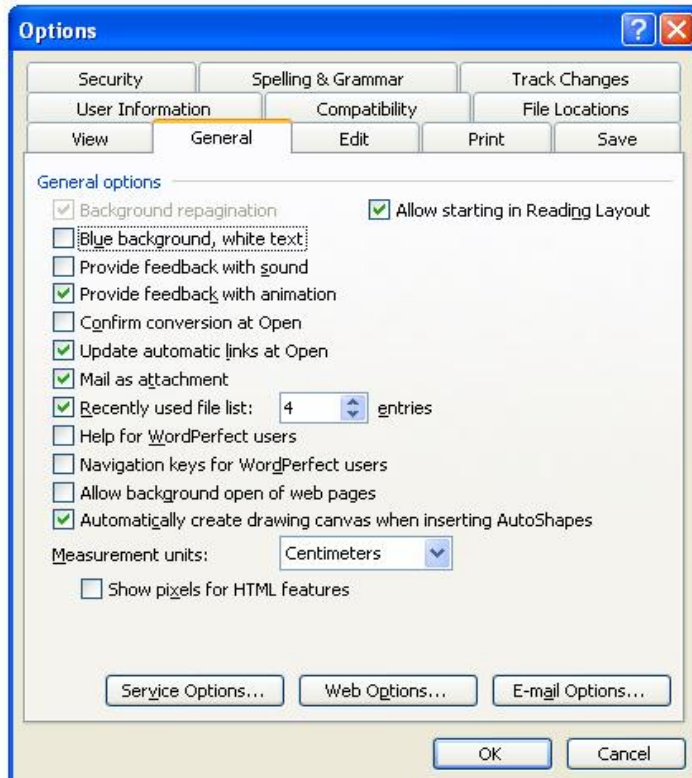 Options
Security Spelling & Grammar Track Changes
User Information Compatibility File Locations
View General Edit Print Save
General options
Background repagination Allow starting in Reading Layout
Blue background, white text
Provide feedback with sound
Provide feedback with animation
Confirm conversion at Open
Update automatic links at Open
Mail as attachment
Recently used file list: 4 entries
Help for WordPerfect users
Navigation keys for WordPerfect users
Allow background open of web pages
Automatically create drawing canvas when inserting AutoShapes
Measurement units: Centimeters
Show pixels for HTML features
Service Options... Web Options... E-mail Options...
OK Cancel